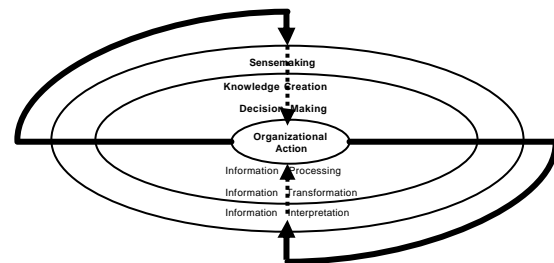 Sensemaking
Knowledge Creation
Decision Making
Organizational
Action
Information Processing
Information Transformation
Information Interpretation